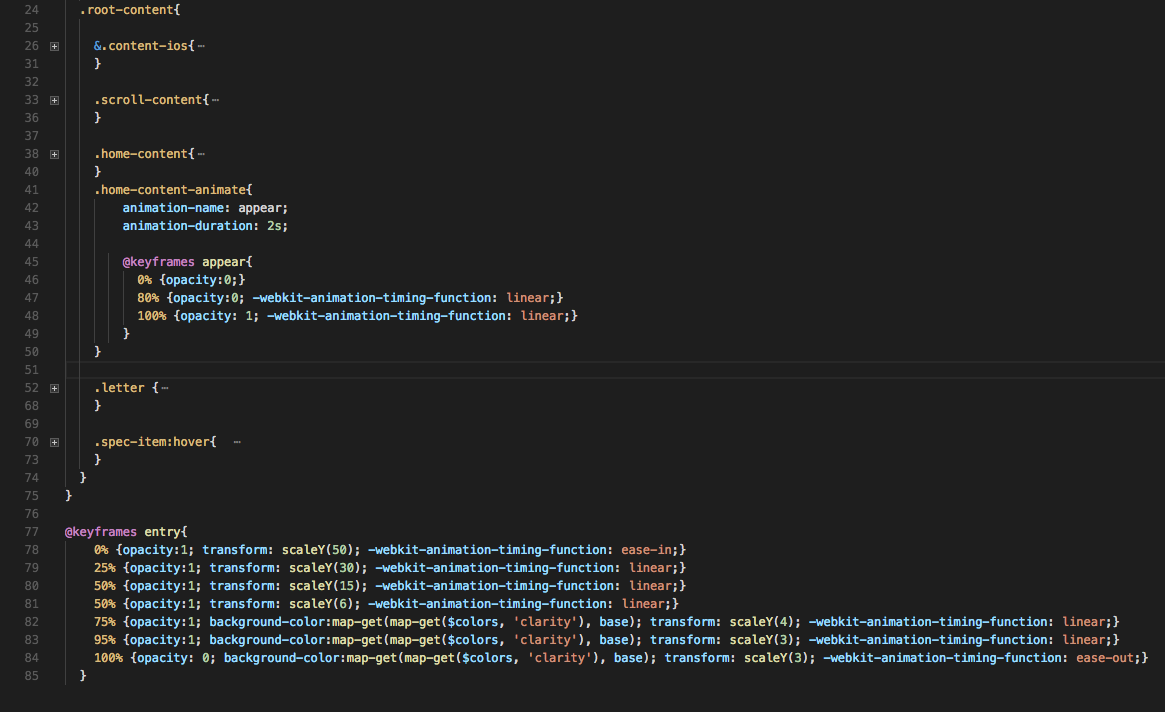 24 .root-content{
25
26 &.content-ios{⋯
31 }
32
33 .scroll-content{⋯
36 }
37
38 .home-content{⋯
40 }
41 .home-content-animate{
42 animation-name: appear;
43 animation-duration: 2s;
44
45 @keyframes appear{
46 0% {opacity:0;}
47 80% {opacity:0; -webkit-animation-timing-function: linear;}
48 100% {opacity: 1; -webkit-animation-timing-function: linear;}
49 }
50 }
51
52 .letter {⋯
68 }
69
70 .spec-item:hover{ ⋯
73 }
74 }
75 }
76
77 @keyframes entry{
78 0% {opacity:1; transform: scaleY(50); -webkit-animation-timing-function: ease-in;}
79 25% {opacity:1; transform: scaleY(30); -webkit-animation-timing-function: linear;}
80 50% {opacity:1; transform: scaleY(15); -webkit-animation-timing-function: linear;}
81 50% {opacity:1; transform: scaleY(6); -webkit-animation-timing-function: linear;}
82 75% {opacity:1; background-color:map-get(map-get($colors, 'clarity'), base); transform: scaleY(4); -webkit-animation-timing-function: linear;}
83 95% {opacity:1; background-color:map-get(map-get($colors, 'clarity'), base); transform: scaleY(3); -webkit-animation-timing-function: linear;}
84 100% {opacity: 0; background-color:map-get(map-get($colors, 'clarity'), base); transform: scaleY(3); -webkit-animation-timing-function: ease-out;}
85 }